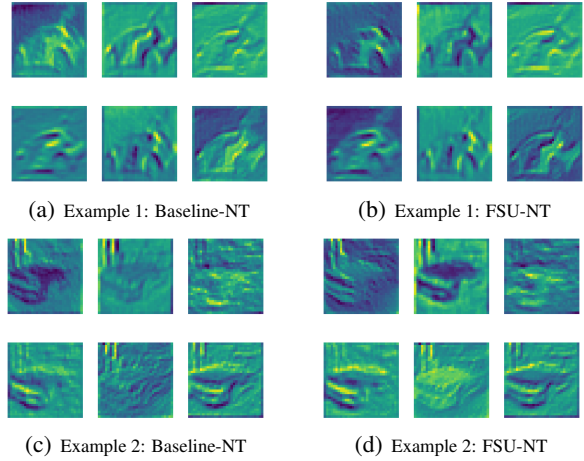 (a) Example 1: Baseline-NT
(b) Example 1: FSU-NT
(c) Example 2: Baseline-NT
(d) Example 2: FSU-NT